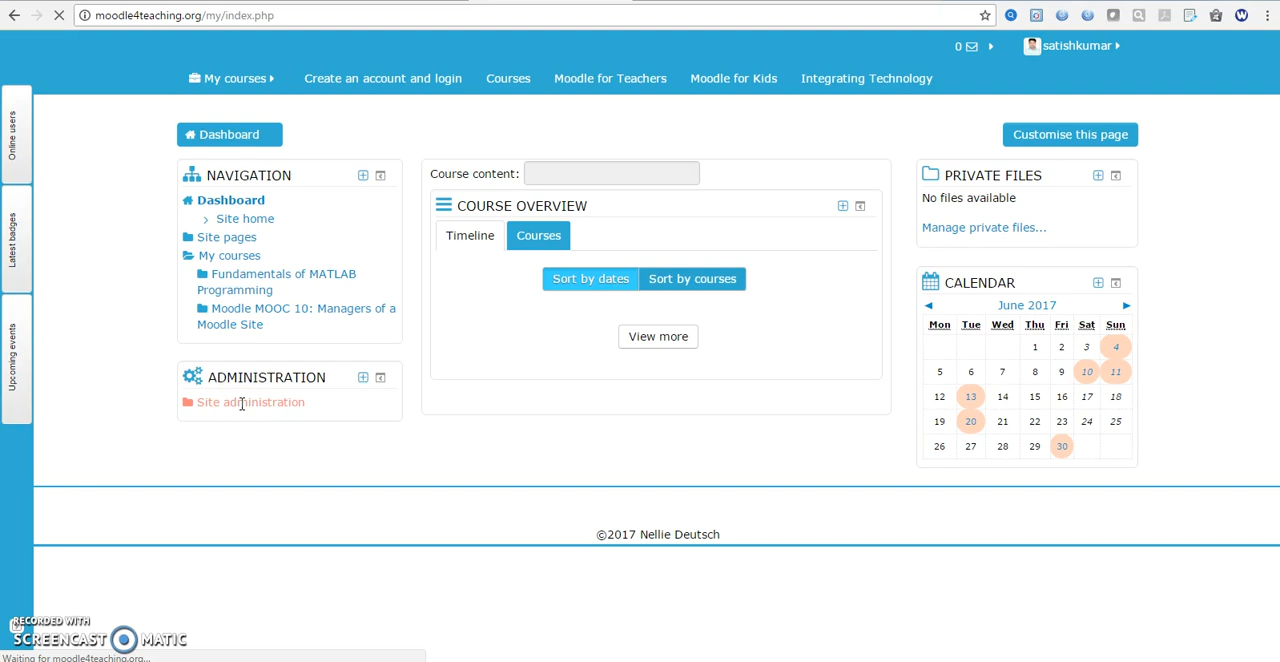 moodle4teaching.org/my/index.php
0
satishkumar
My courses
Create an account and login
Courses
Moodle for Teachers
Moodle for Kids
Integrating Technology
Online users
Latest badges
Upcoming events
Dashboard
Customise this page
NAVIGATION
Dashboard
Site home
Site pages
My courses
Fundamentals of MATLAB
Programming
Moodle MOOC 10: Managers of a
Moodle Site
ADMINISTRATION
Site administration
Course content:
COURSE OVERVIEW
Timeline
Courses
Sort by dates
Sort by courses
View more
PRIVATE FILES
No files available
Manage private files...
CALENDAR
◄ June 2017 ►
Mon Tue Wed Thu Fri Sat Sun
1 2 3 4
5 6 7 8 9 10 11
12 13 14 15 16 17 18
19 20 21 22 23 24 25
26 27 28 29 30
©2017 Nellie Deutsch
RECORDED WITH
SCREENCAST MATIC
Waiting for moodle4teaching.org...